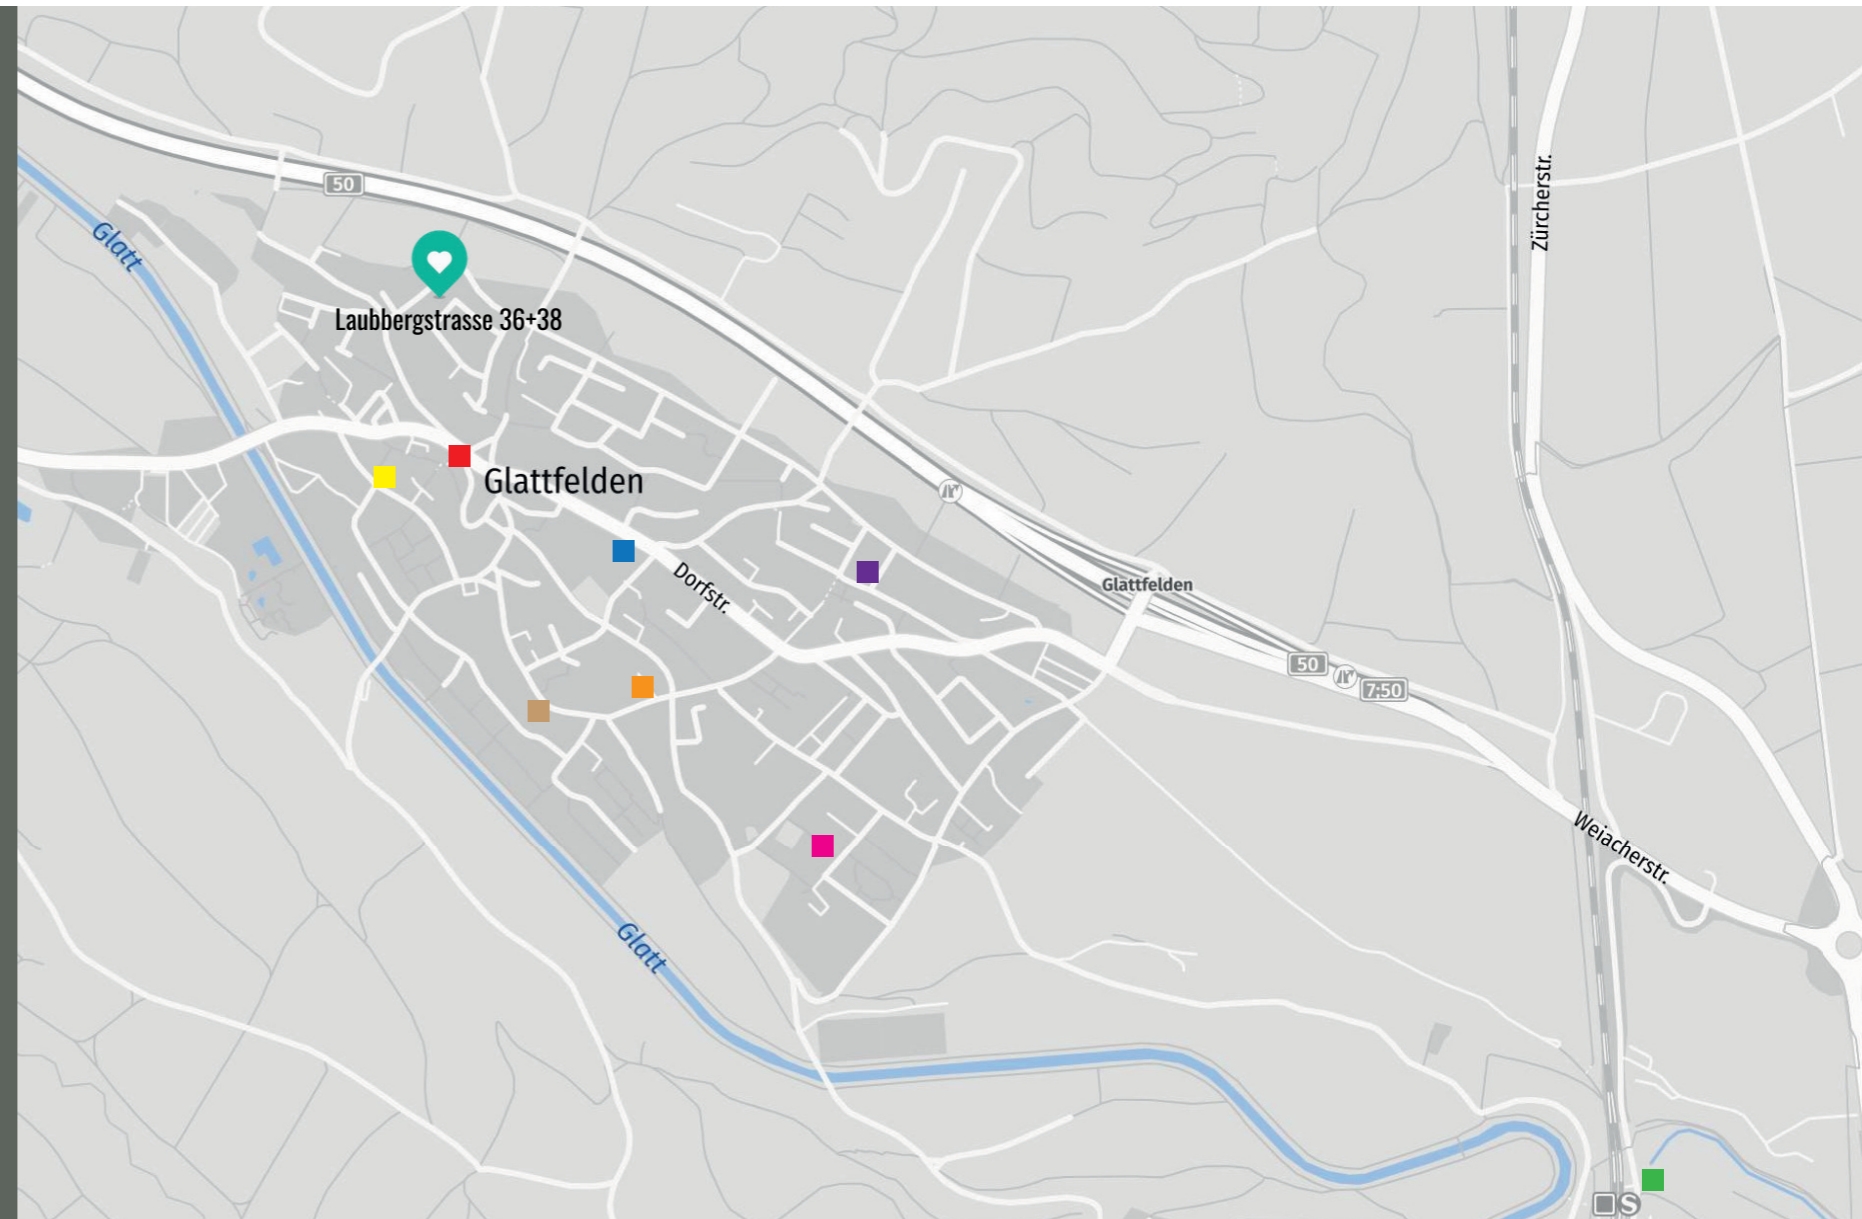 50
Zürcherstr.
Glatt
Laubbergstrasse 36+38
Glattfelden
Dorfstr.
Glattfelden
50
7;50
Weiacherstr.
Glatt
S